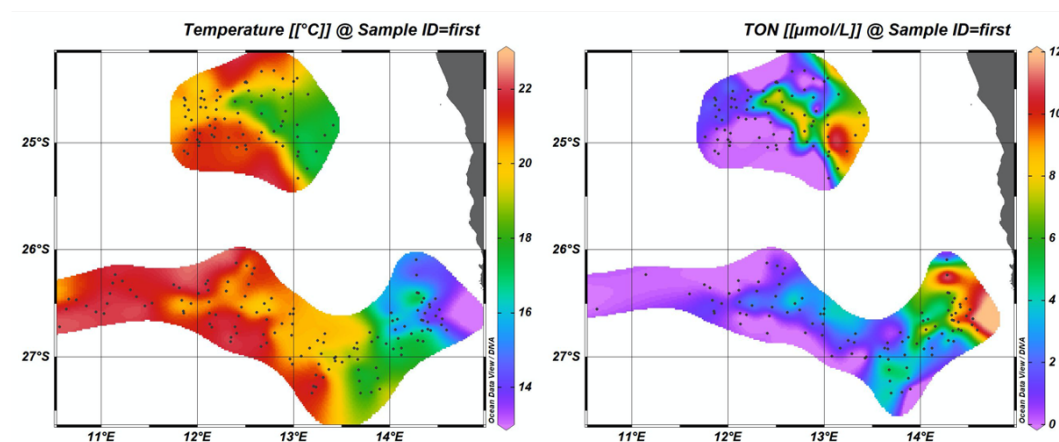 Temperature [[°C]] @ Sample ID=first
TON [[µmol/L]] @ Sample ID=first
25°S
26°S
27°S
11°E
12°E
13°E
14°E
22
20
18
16
14
Ocean Data View / DIVA
25°S
26°S
27°S
11°E
12°E
13°E
14°E
12
10
8
6
4
2
0
Ocean Data View / DIVA